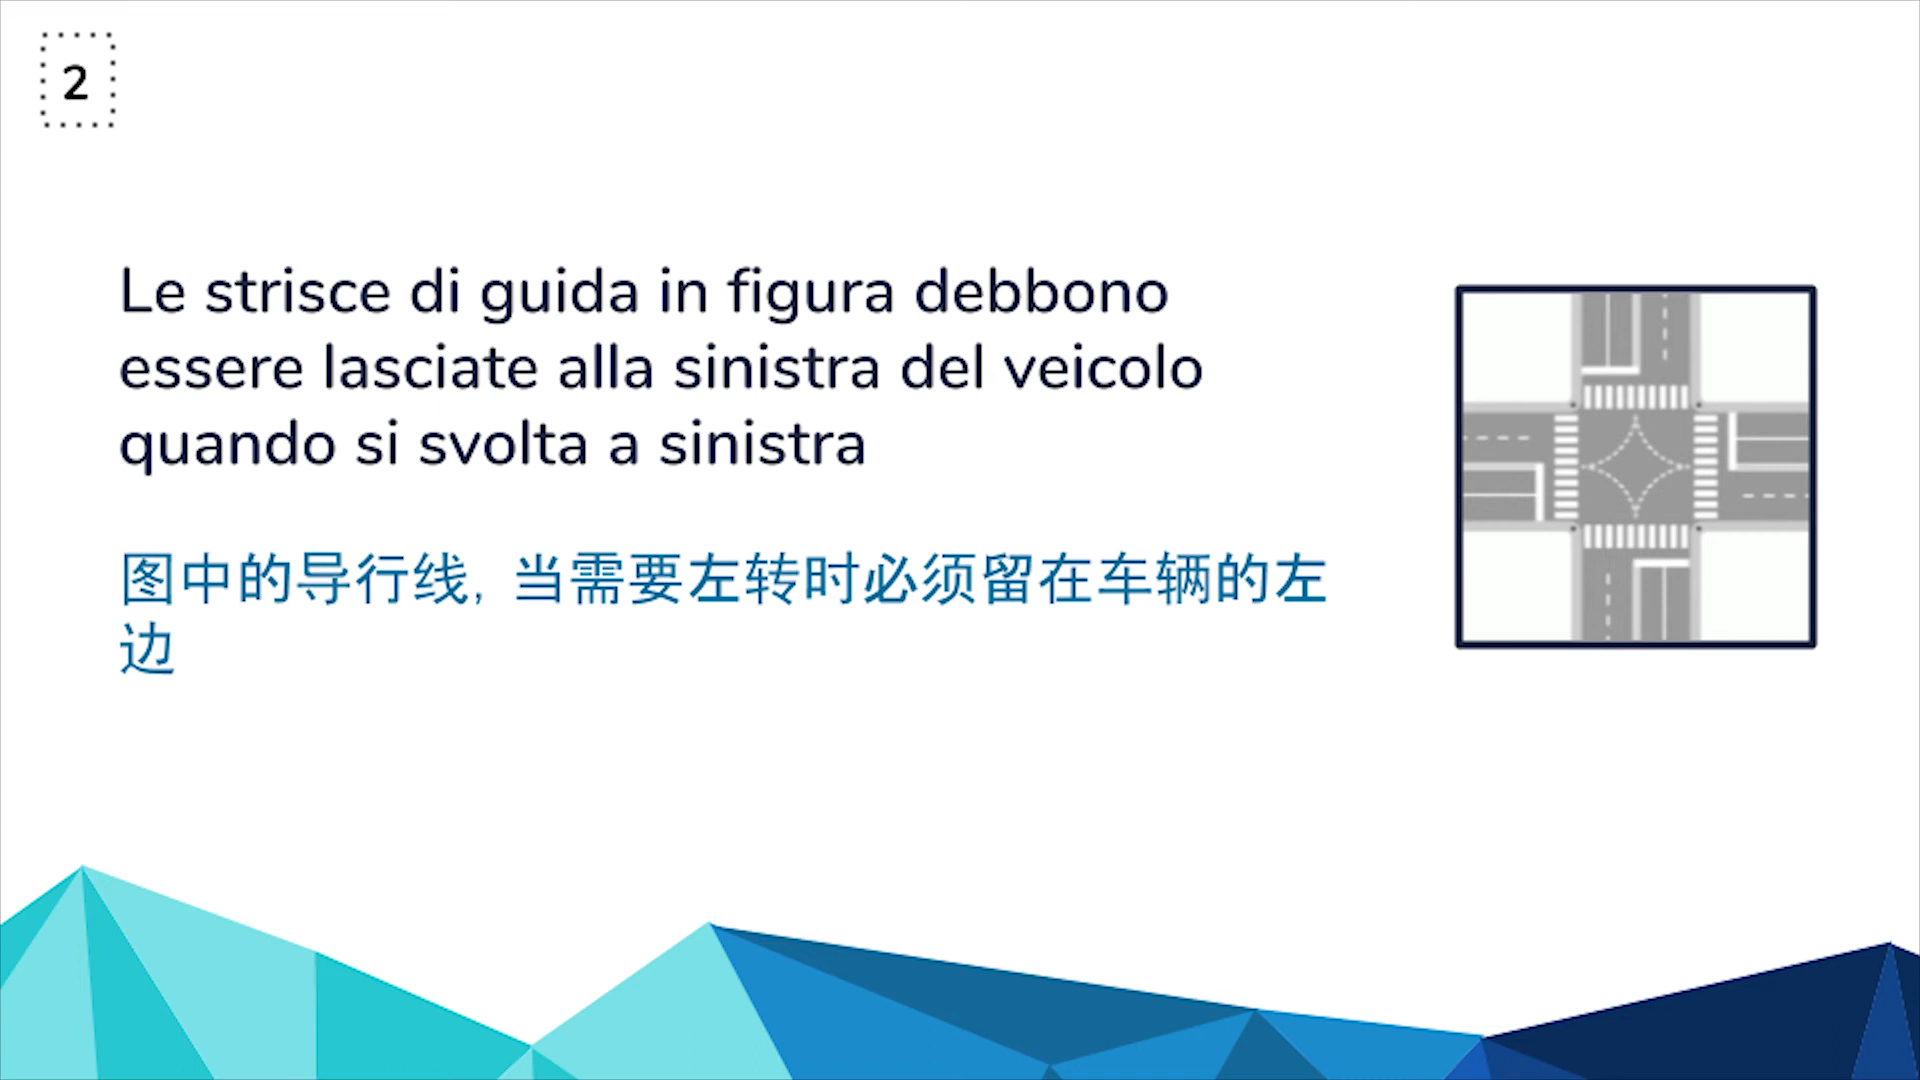 2
Le strisce di guida in figura debbono
essere lasciate alla sinistra del veicolo
quando si svolta a sinistra
图中的导行线, 当需要左转时必须留在车辆的左
边